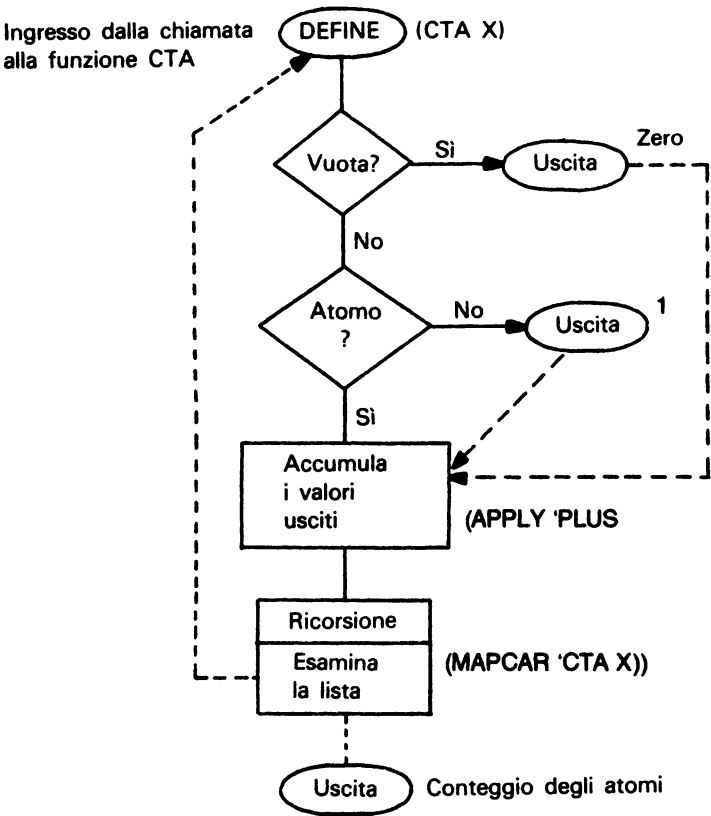 Ingresso dalla chiamata
alla funzione CTA
DEFINE
(CTA X)
Vuota?
Sì
Uscita
Zero
No
Atomo
?
No
Uscita
1
Sì
Accumula
i valori
usciti
(APPLY 'PLUS
Ricorsione
Esamina
la lista
(MAPCAR 'CTA X))
Uscita
Conteggio degli atomi